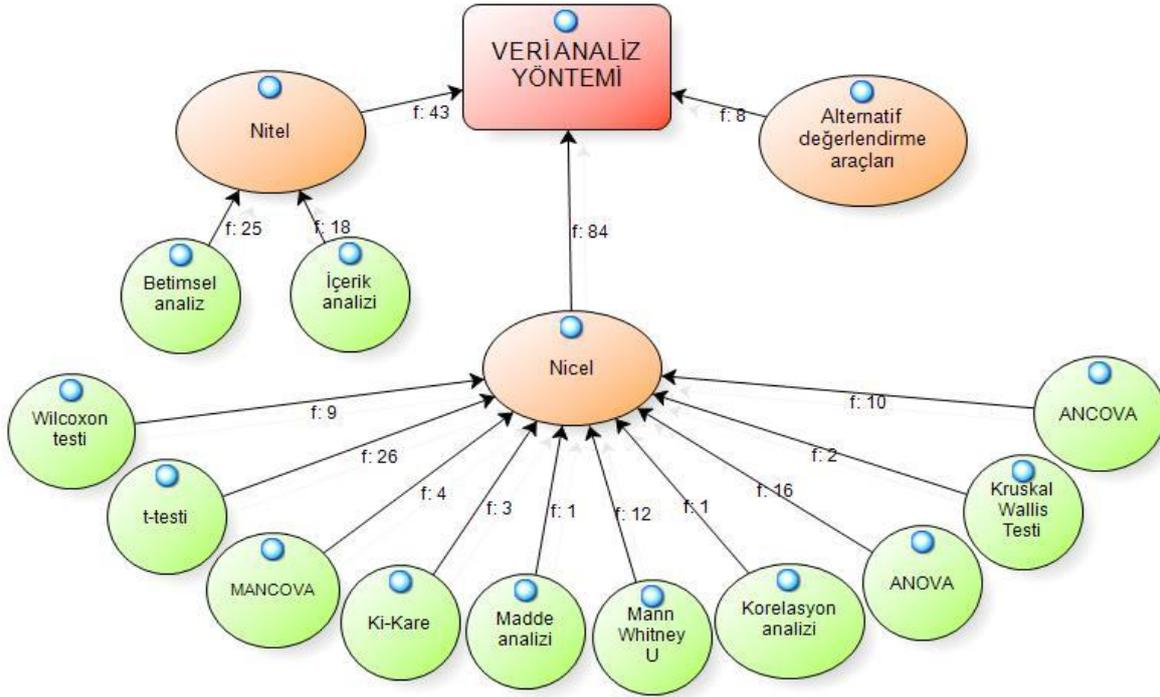 VERİ ANALİZ
YÖNTEMİ
Nitel
f: 43
Alternatif
değerlendirme
araçları
f: 8
f: 25
f: 18
f: 84
Betimsel
analiz
İçerik
analizi
Nicel
Wilcoxon
testi
f: 9
t-testi
f: 26
MANCOVA
f: 4
Ki-Kare
f: 3
Madde
analizi
f: 1
Mann
Whitney
U
f: 12
Korelasyon
analizi
f: 1
ANOVA
f: 16
Kruskal
Wallis
Testi
f: 2
ANCOVA
f: 10